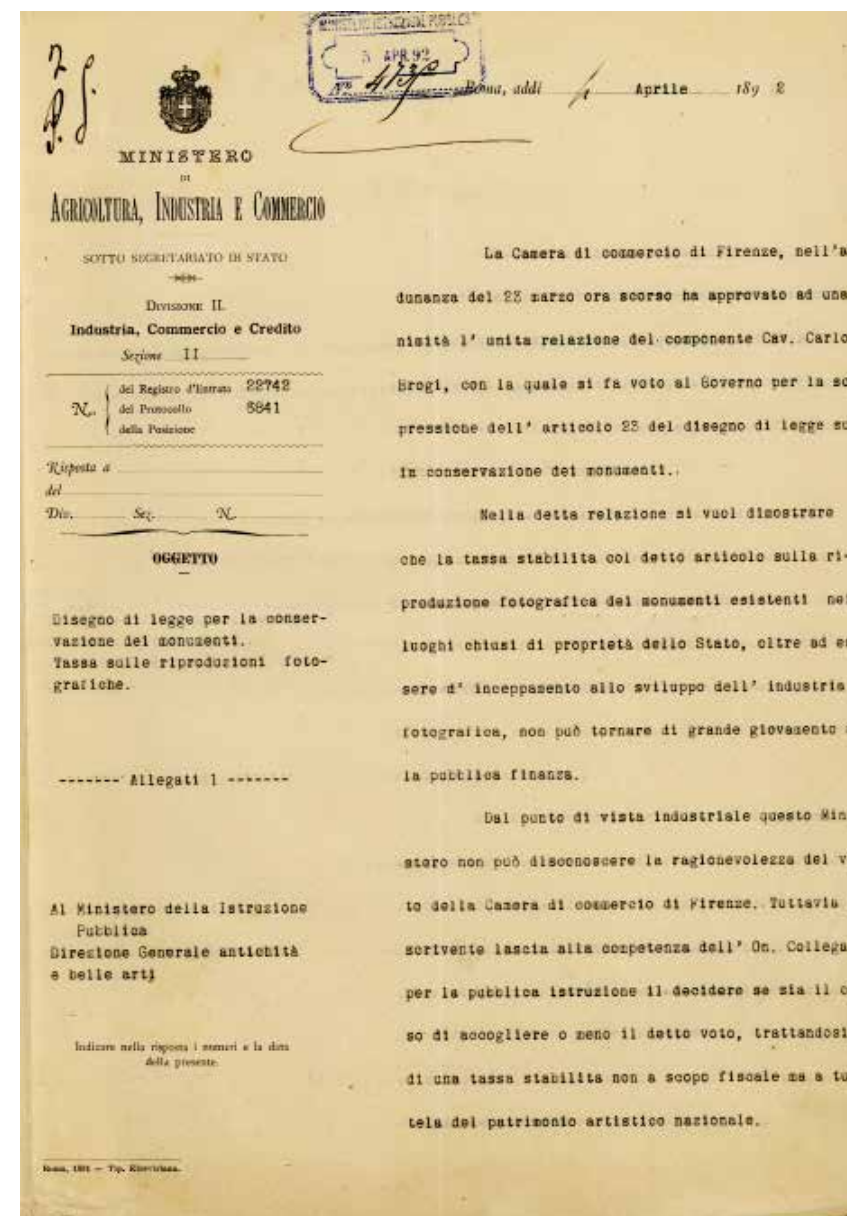 MINISTERO ISTRUZIONE PUBBLICA
5 APR. 92
No.
Roma, addì Aprile 1892
MINISTERO
DI
AGRICOLTURA, INDUSTRIA E COMMERCIO
SOTTO SEGRETARIATO DI STATO
DIVISIONE II.
Industria, Commercio e Credito
Sezione II
N.
del Registro d'Entrata 22742
del Protocollo 6841
della Posizione
Risposta a
del
Div. Sez. N.
OGGETTO
Disegno di legge per la conser-
vazione dei monumenti.
Tassa sulle riproduzioni foto-
grafiche.
------- Allegati 1 -------
Al Ministero della Istruzione
Pubblica
Direzione Generale antichità
e belle arti
Indicare nella risposta i numeri e la data
della presente.
Roma, 1891 — Tip. Elzeviriana.
La Camera di commercio di Firenze, nell'a
dunanza del 23 marzo ora scorso ha approvato ad una
nimità l' unita relazione del componente Cav. Carlo
Brogi, con la quale si fa voto al Governo per la so
pressione dell' articolo 23 del disegno di legge su
la conservazione dei monumenti.
Nella detta relazione si vuol dimostrare
che la tassa stabilita col detto articolo sulla ri-
produzione fotografica dei monumenti esistenti nei
luoghi chiusi di proprietà dello Stato, oltre ad es
sere d' inceppamento allo sviluppo dell' industria
fotografica, non può tornare di grande giovamento a
la pubblica finanza.
Dal punto di vista industriale questo Min
stero non può disconoscere la ragionevolezza del v
to della Camera di commercio di Firenze. Tuttavia
scrivente lascia alla competenza dell' On. Collega
per la pubblica istruzione il decidere se sia il c
so di accogliere o meno il detto voto, trattandosi
di una tassa stabilita non a scopo fiscale ma a tu
tela del patrimonio artistico nazionale.